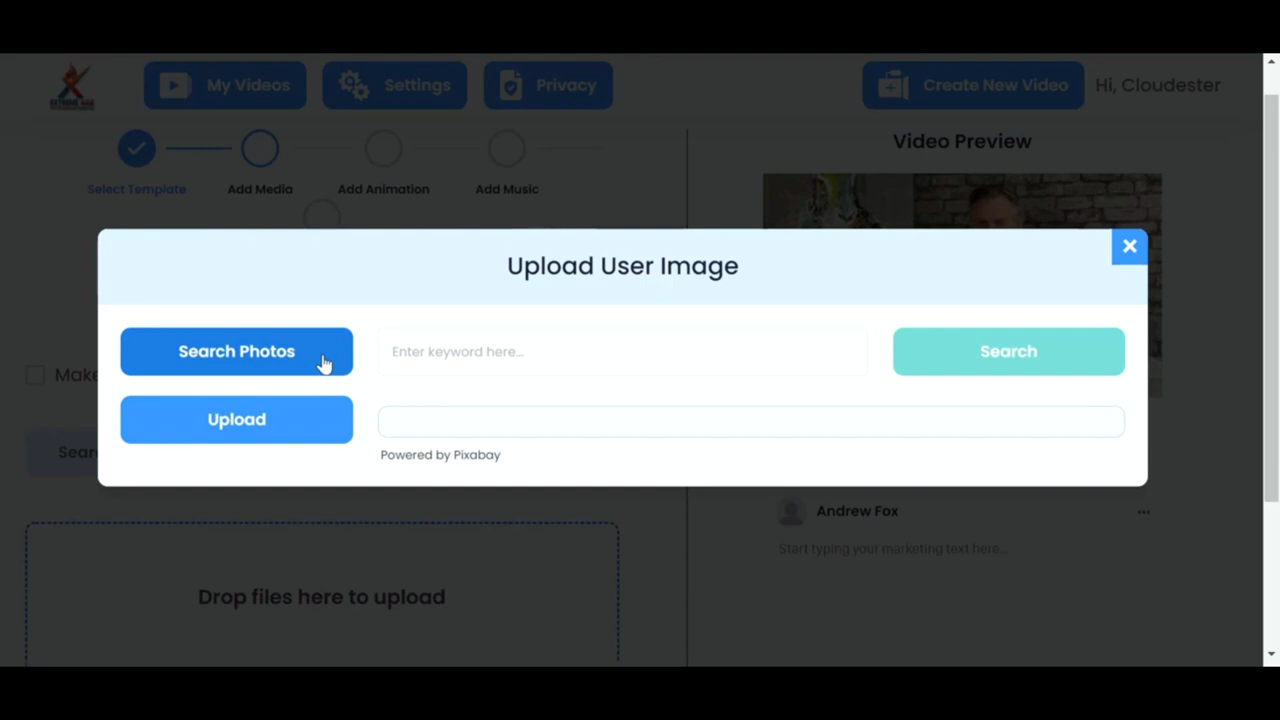 My Videos
Settings
Privacy
Create New Video
Hi, Cloudester
Select Template
Add Media
Add Animation
Add Music
Video Preview
Upload User Image
Search Photos
Enter keyword here...
Search
Upload
Powered by Pixabay
Make
Sear
Andrew Fox
Start typing your marketing text here...
Drop files here to upload